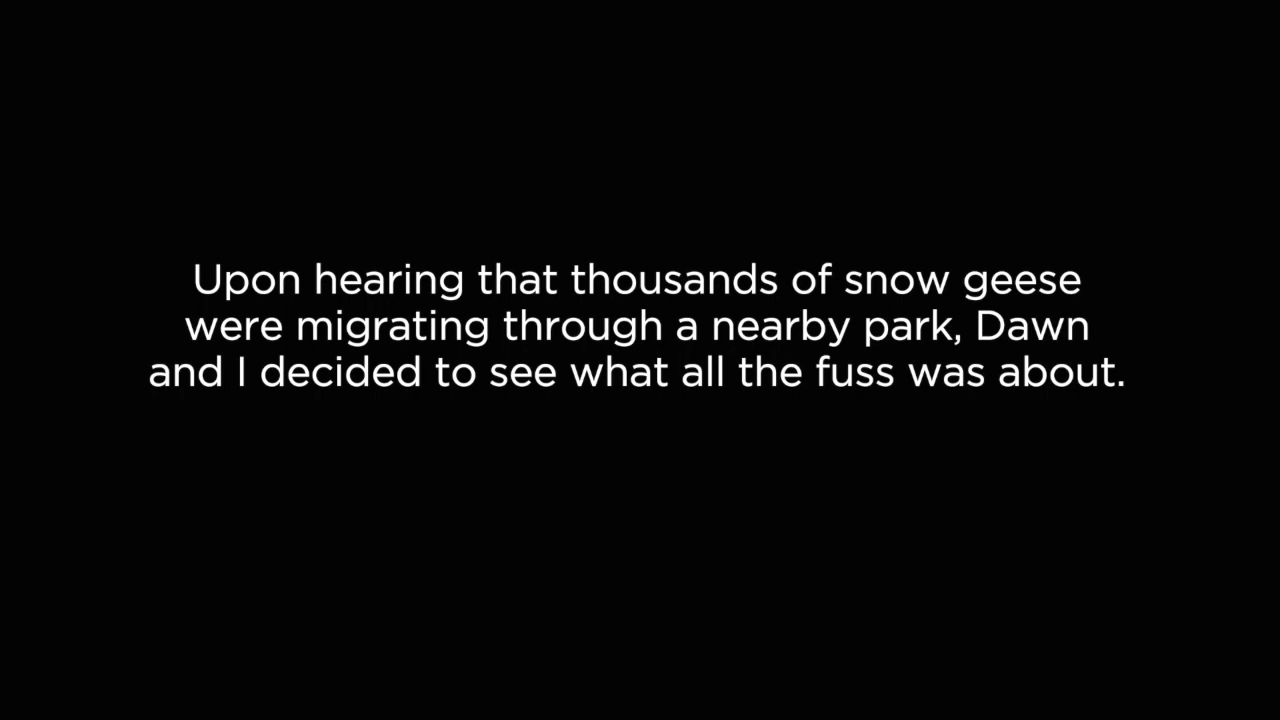 Upon hearing that thousands of snow geese
were migrating through a nearby park, Dawn
and I decided to see what all the fuss was about.